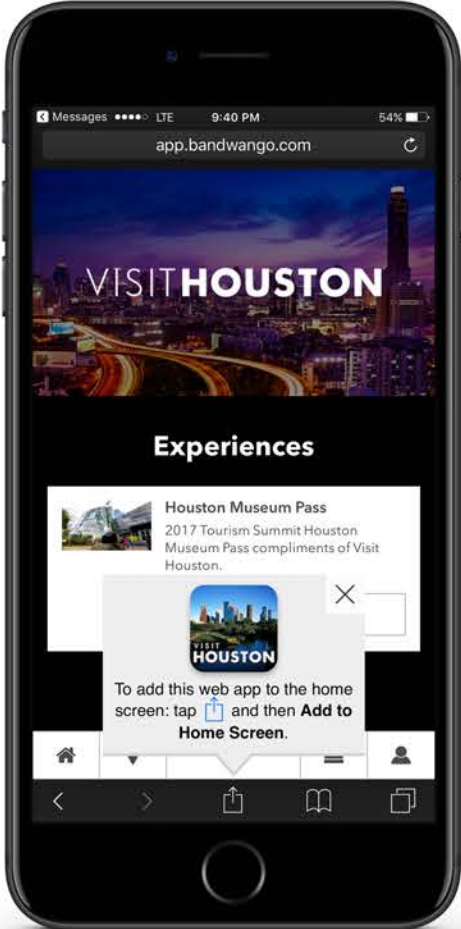 Messages LTE 9:40 PM 54%
app.bandwango.com
VISITHOUSTON
Experiences
Houston Museum Pass
2017 Tourism Summit Houston
Museum Pass compliments of Visit
Houston.
VISIT
HOUSTON
To add this web app to the home
screen: tap and then Add to
Home Screen.